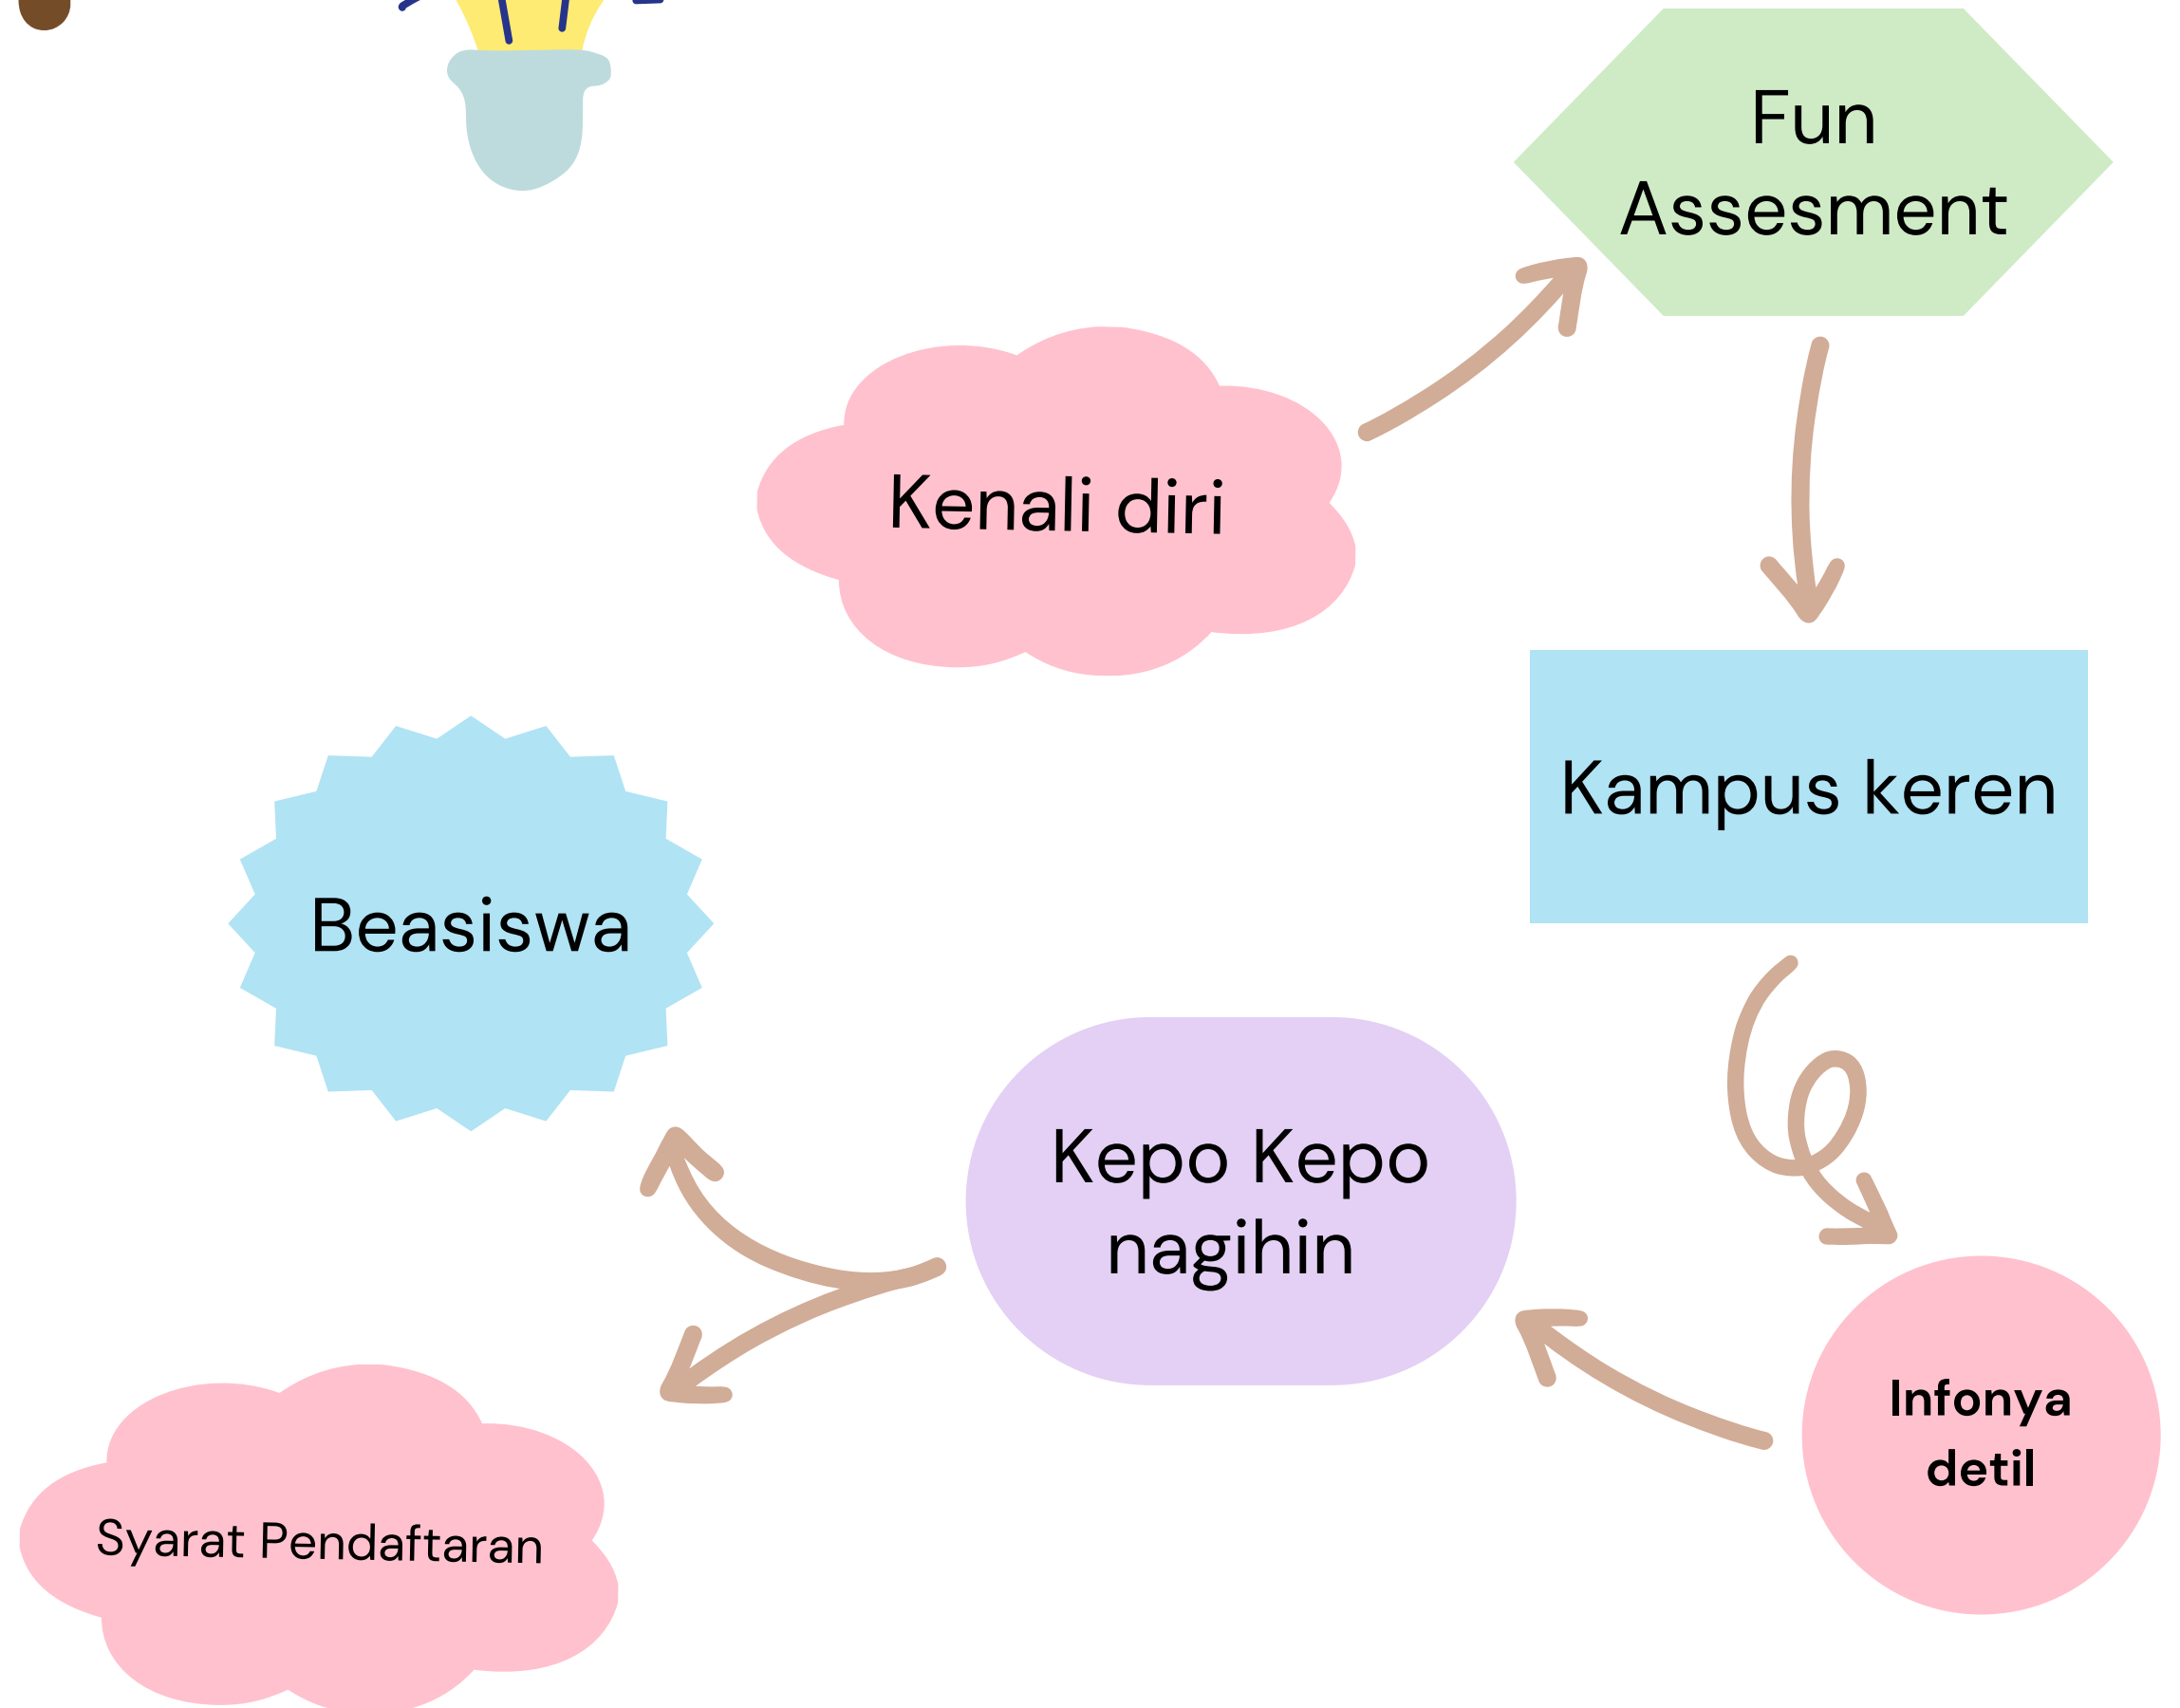 Fun
Assesment
Kenali diri
Kampus keren
Beasiswa
Kepo Kepo
nagihin
Infonya
detil
Syarat Pendaftaran